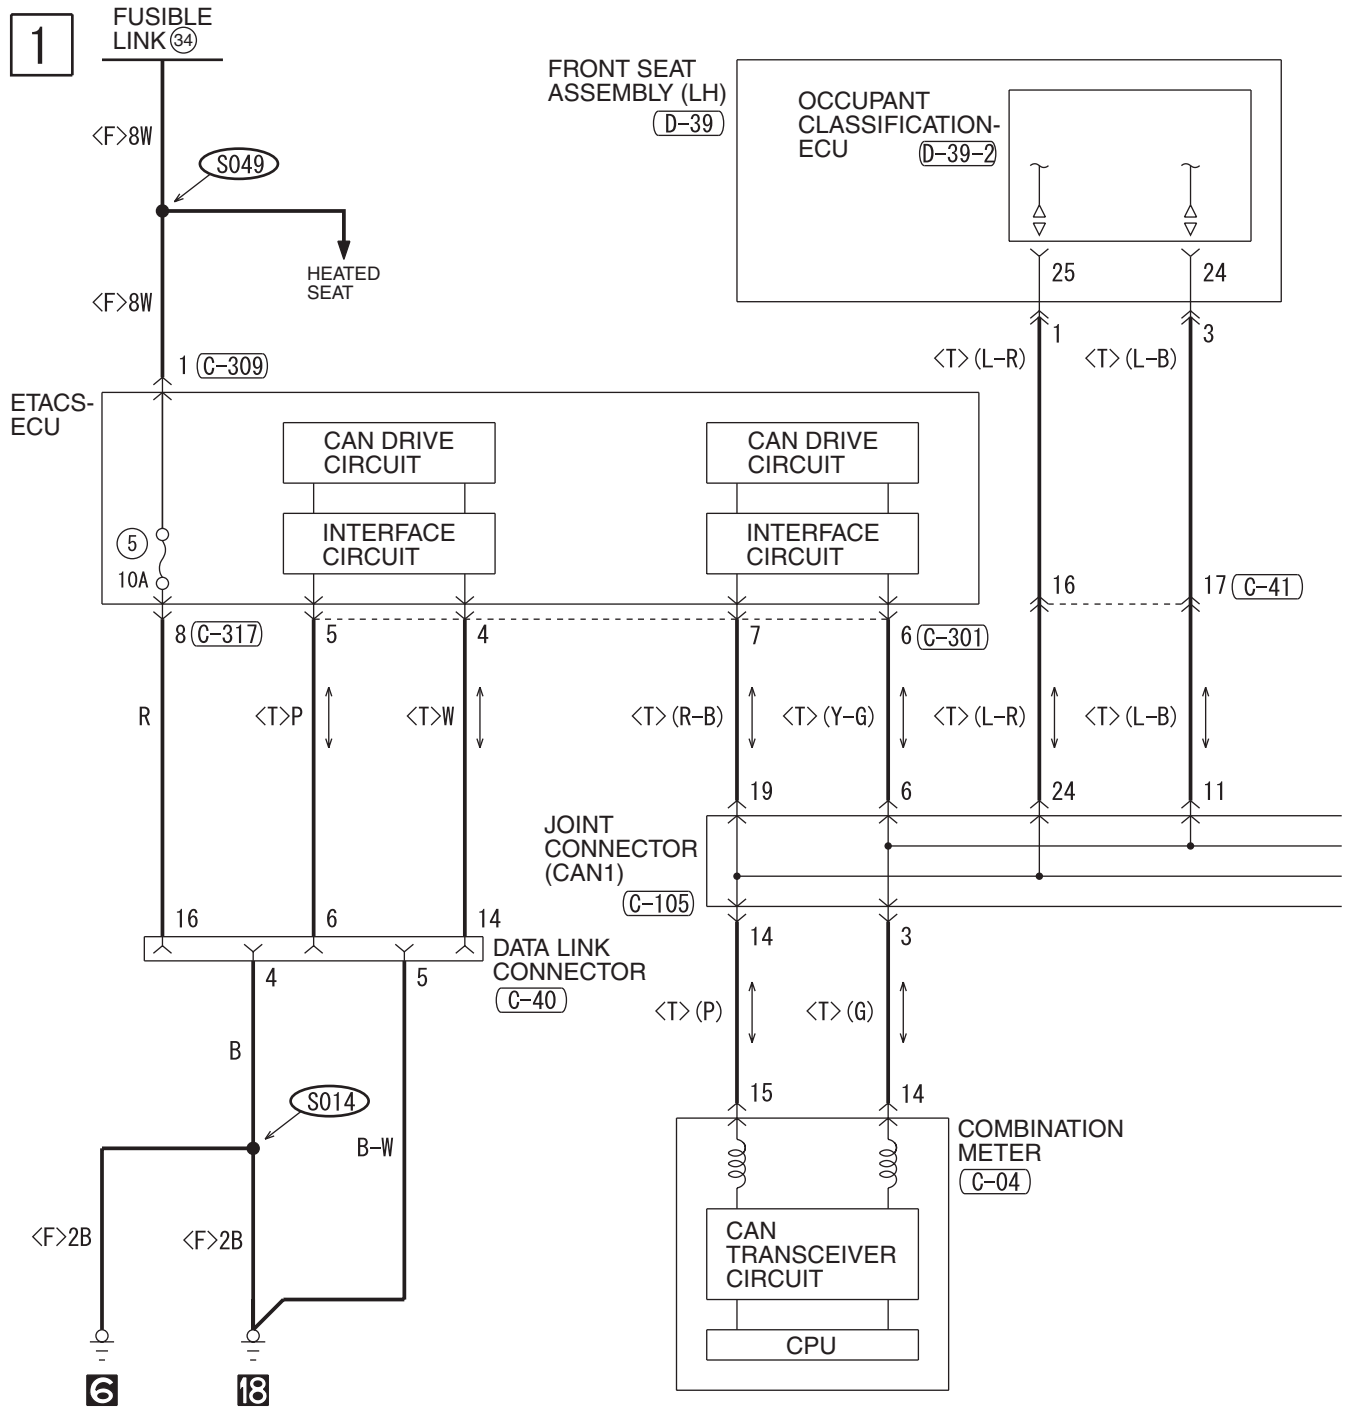 1
FUSIBLE
LINK 34
<F>8W
S049
HEATED
SEAT
<F>8W
1 C-309
FRONT SEAT
ASSEMBLY (LH)
D-39
OCCUPANT
CLASSIFICATION-
ECU D-39-2
25
24
1
3
<T>(L-R)
<T>(L-B)
ETACS-
ECU
CAN DRIVE
CIRCUIT
CAN DRIVE
CIRCUIT
INTERFACE
CIRCUIT
INTERFACE
CIRCUIT
5
10A
16
17 C-41
8 C-317
5
4
7
6 C-301
R
<T>P
<T>W
<T>(R-B)
<T>(Y-G)
<T>(L-R)
<T>(L-B)
19
6
24
11
JOINT
CONNECTOR
(CAN1)
C-105
16
6
14
14
3
DATA LINK
CONNECTOR
C-40
4
5
<T>(P)
<T>(G)
B
S014
B-W
15
14
COMBINATION
METER
C-04
<F>2B
<F>2B
CAN
TRANSCEIVER
CIRCUIT
CPU
6
18